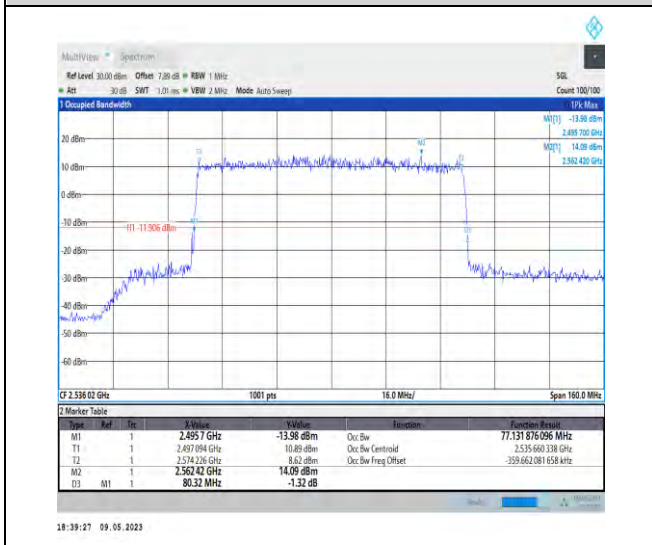 MultiView Spectrum
Ref Level 30.00 dBm Offset 7.89 dB RBW 1 MHz SGL
Att 30 dB SWT 1.01 ms VBW 2 MHz Mode Auto Sweep Count 100/100
1 Occupied Bandwidth 1Pk Max
M1[1] -13.98 dBm
2.495 700 GHz
M2[1] 14.09 dBm
2.562 420 GHz
20 dBm
M2
T1
T2
10 dBm
0 dBm
-10 dBm
M1
H1 -11.906 dBm
D3
-20 dBm
-30 dBm
-40 dBm
-50 dBm
-60 dBm
CF 2.536 02 GHz 1001 pts 16.0 MHz/ Span 160.0 MHz
2 Marker Table
Type Ref Trc X-Value Y-Value Function Function Result
M1 1 2.495 7 GHz -13.98 dBm Occ Bw 77.131 876 096 MHz
T1 1 2.497 094 GHz 10.89 dBm Occ Bw Centroid 2.535 660 338 GHz
T2 1 2.574 226 GHz 8.62 dBm Occ Bw Freq Offset -359.662 081 658 kHz
M2 1 2.562 42 GHz 14.09 dBm
D3 M1 1 80.32 MHz -1.32 dB
18:39:27 09.05.2023